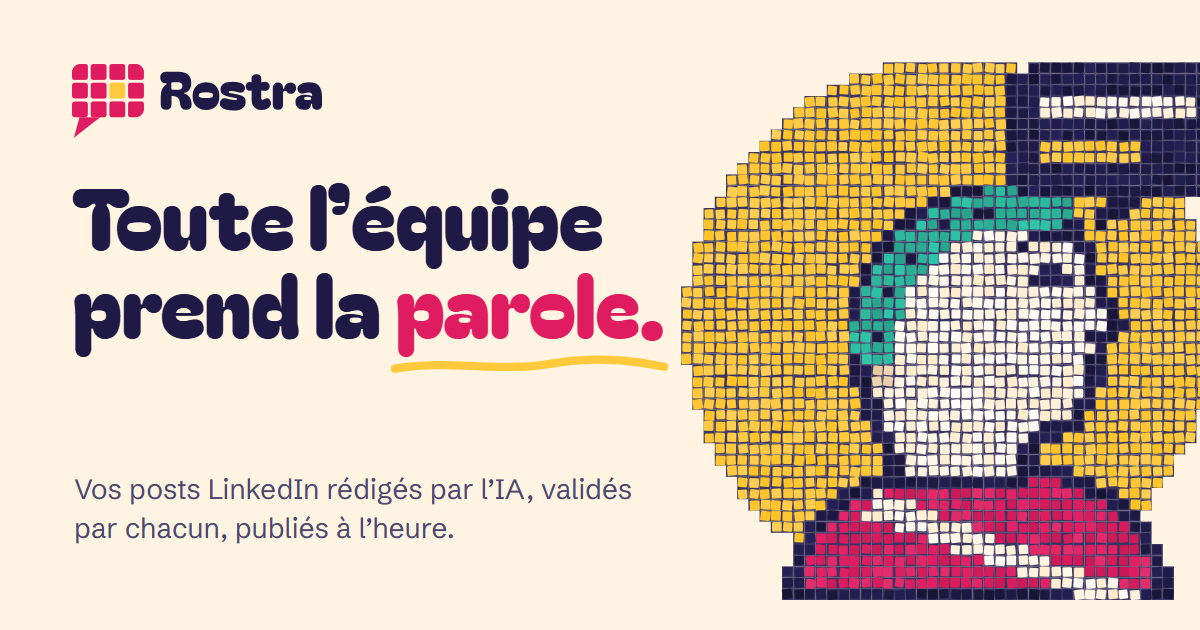 Rostra
Toute l’équipe
prend la parole.
Vos posts LinkedIn rédigés par l’IA, validés
par chacun, publiés à l’heure.